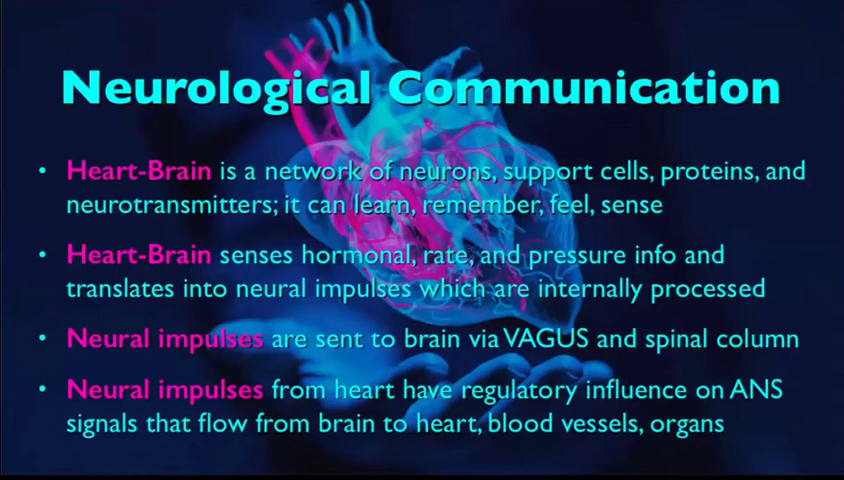 Neurological Communication
• Heart-Brain is a network of neurons, support cells, proteins, and
neurotransmitters; it can learn, remember, feel, sense
• Heart-Brain senses hormonal, rate, and pressure info and
translates into neural impulses which are internally processed
• Neural impulses are sent to brain via VAGUS and spinal column
• Neural impulses from heart have regulatory influence on ANS
signals that flow from brain to heart, blood vessels, organs